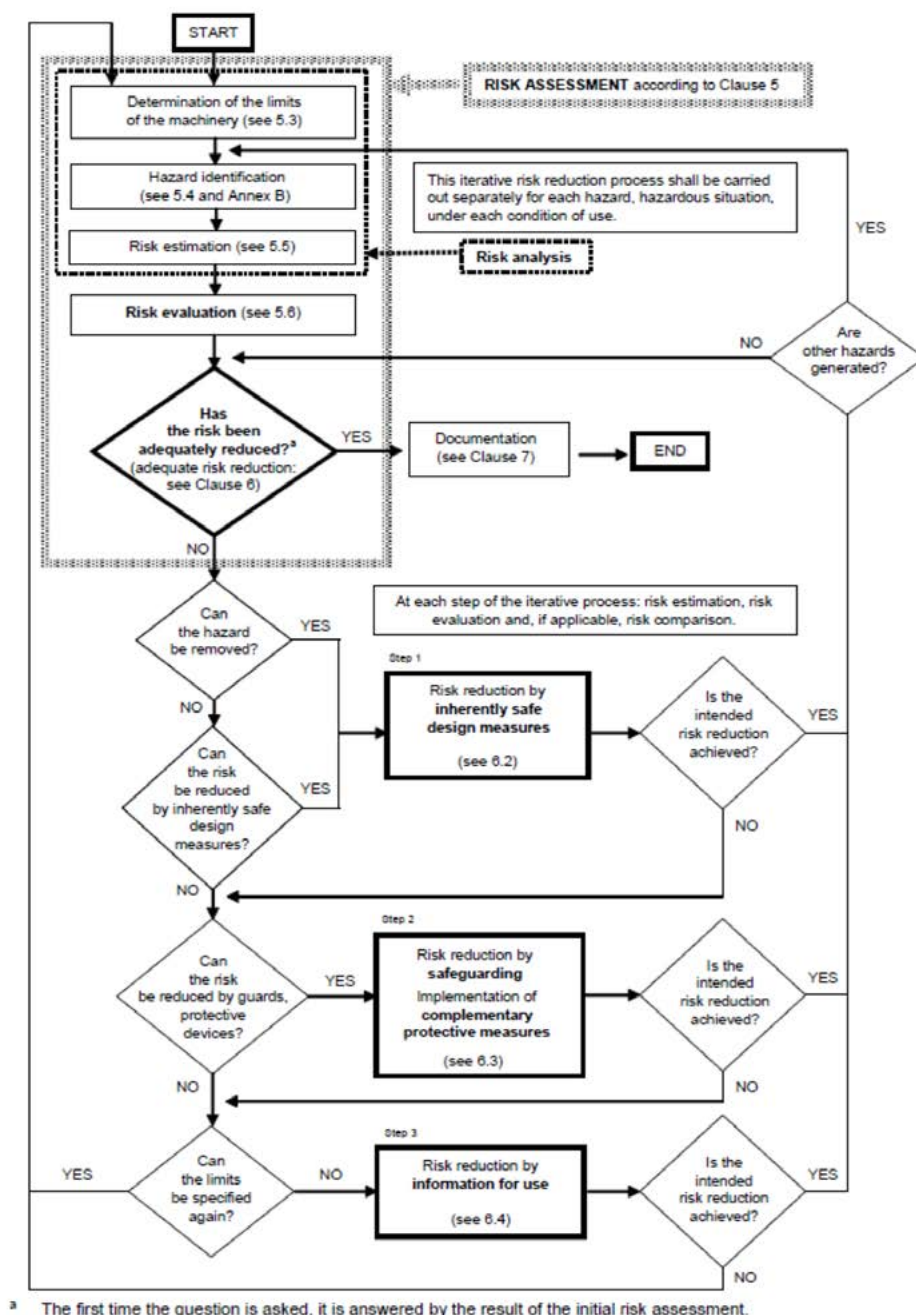 START
RISK ASSESSMENT according to Clause 5
Determination of the limits
of the machinery (see 5.3)
Hazard identification
(see 5.4 and Annex B)
This iterative risk reduction process shall be carried
out separately for each hazard, hazardous situation,
under each condition of use.
YES
Risk estimation (see 5.5)
Risk analysis
Risk evaluation (see 5.6)
NO
Are
other hazards
generated?
Has
the risk been
adequately reduced?a
(adequate risk reduction:
see Clause 6)
YES
Documentation
(see Clause 7)
END
NO
Can
the hazard
be removed?
YES
At each step of the iterative process: risk estimation, risk
evaluation and, if applicable, risk comparison.
Step 1
Risk reduction by
inherently safe
design measures
(see 6.2)
Is the
intended
risk reduction
achieved?
YES
NO
Can
the risk
be reduced
by inherently safe
design
measures?
YES
NO
NO
Step 2
Can
the risk
be reduced by guards,
protective
devices?
YES
Risk reduction by
safeguarding
Implementation of
complementary
protective measures
(see 6.3)
Is the
intended
risk reduction
achieved?
YES
NO
NO
Step 3
YES
Can
the limits
be specified
again?
NO
Risk reduction by
information for use
(see 6.4)
Is the
intended
risk reduction
achieved?
YES
NO
a The first time the question is asked, it is answered by the result of the initial risk assessment.